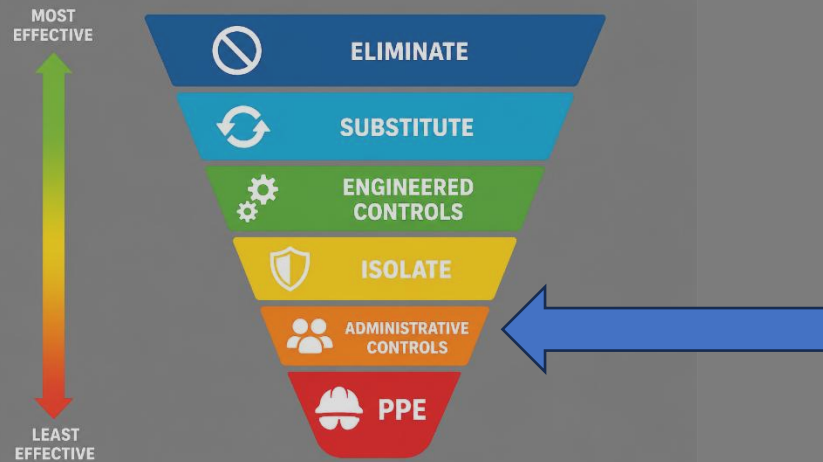 MOST
EFFECTIVE
ELIMINATE
SUBSTITUTE
ENGINEERED
CONTROLS
ISOLATE
ADMINISTRATIVE
CONTROLS
PPE
LEAST
EFFECTIVE